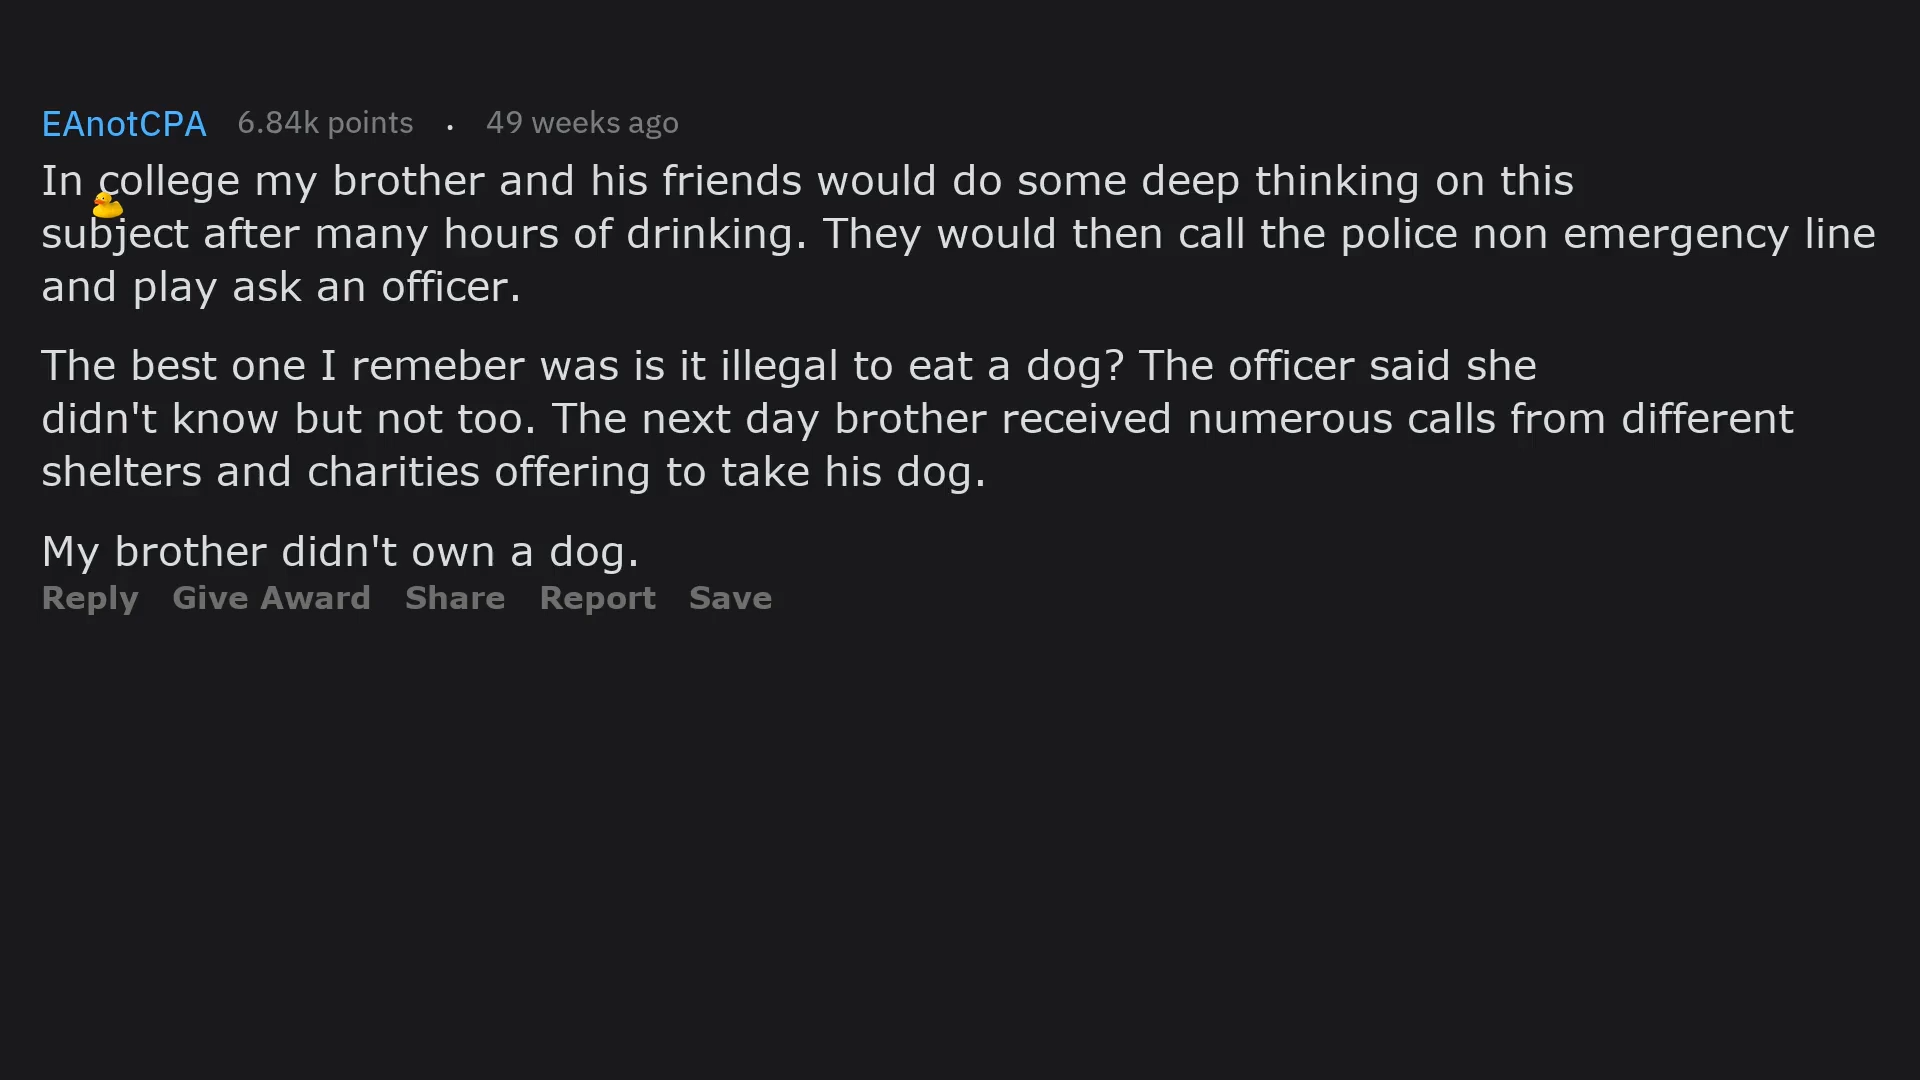 EAnotCPA 6.84k points . 49 weeks ago
In college my brother and his friends would do some deep thinking on this
subject after many hours of drinking. They would then call the police non emergency line
and play ask an officer.
The best one I remeber was is it illegal to eat a dog? The officer said she
didn't know but not too. The next day brother received numerous calls from different
shelters and charities offering to take his dog.
My brother didn't own a dog.
Reply Give Award Share Report Save